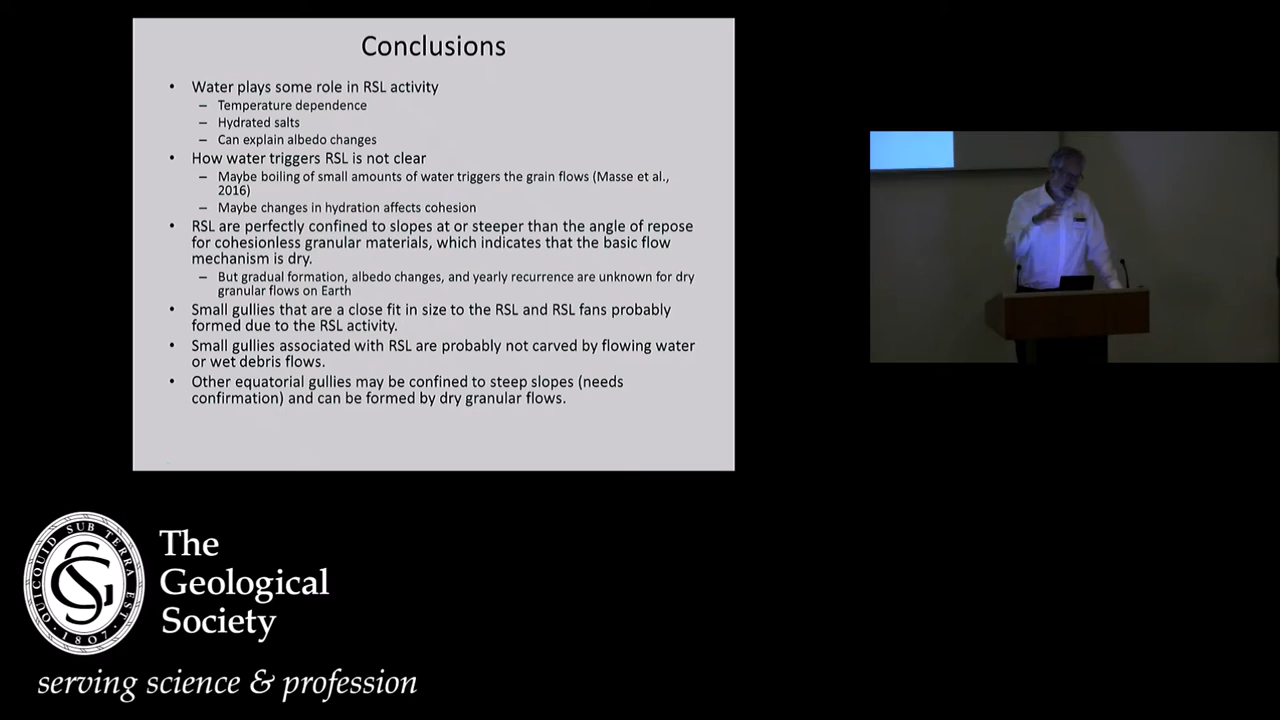 Conclusions
• Water plays some role in RSL activity
– Temperature dependence
– Hydrated salts
– Can explain albedo changes
• How water triggers RSL is not clear
– Maybe boiling of small amounts of water triggers the grain flows (Masse et al.,
2016)
– Maybe changes in hydration affects cohesion
• RSL are perfectly confined to slopes at or steeper than the angle of repose
for cohesionless granular materials, which indicates that the basic flow
mechanism is dry.
– But gradual formation, albedo changes, and yearly recurrence are unknown for dry
granular flows on Earth
• Small gullies that are a close fit in size to the RSL and RSL fans probably
formed due to the RSL activity.
• Small gullies associated with RSL are probably not carved by flowing water
or wet debris flows.
• Other equatorial gullies may be confined to steep slopes (needs
confirmation) and can be formed by dry granular flows.
QUICQUID SUB TERRA EST
GS
· 1807 ·
The
Geological
Society
serving science & profession